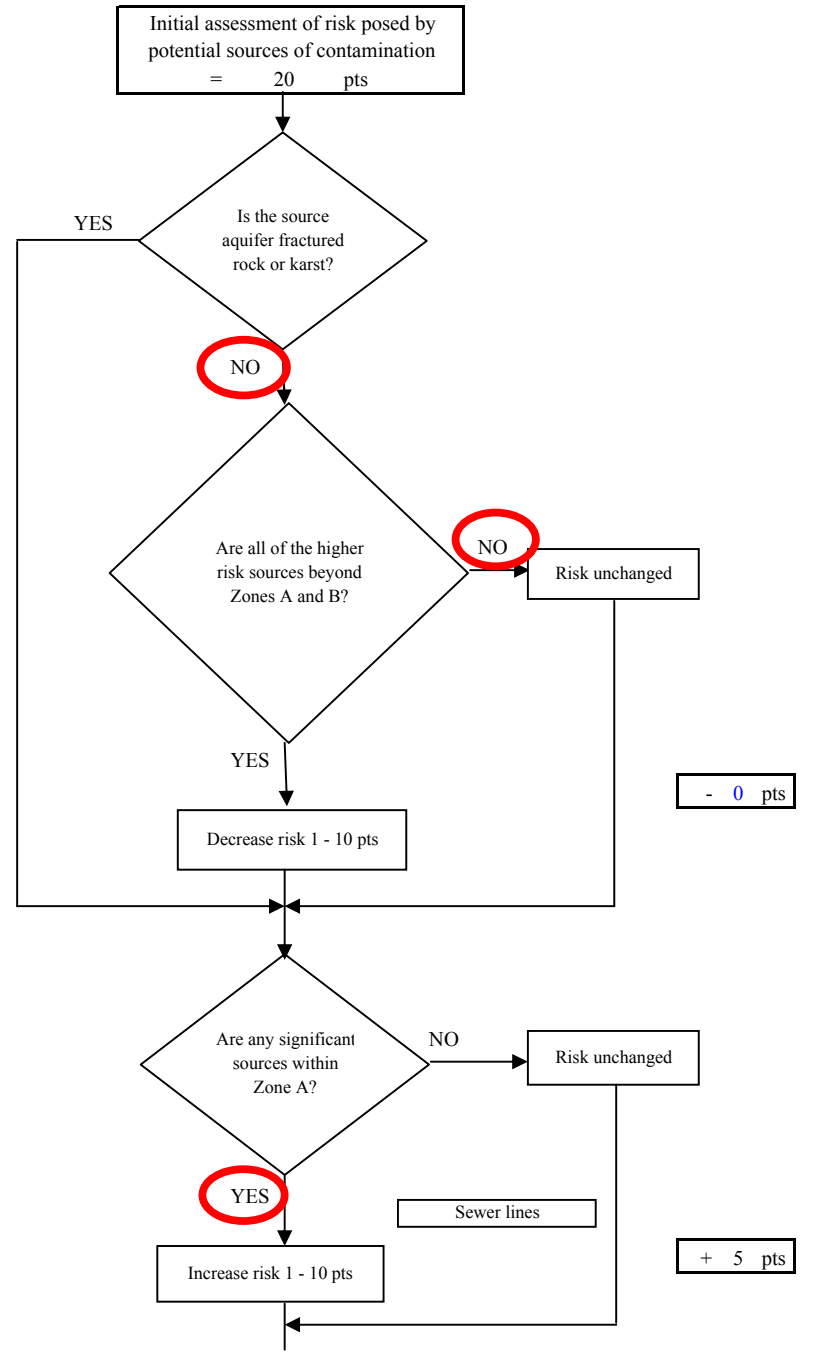 Initial assessment of risk posed by
potential sources of contamination
= 20 pts
YES
Is the source
aquifer fractured
rock or karst?
NO
Are all of the higher
risk sources beyond
Zones A and B?
NO
Risk unchanged
YES
- 0 pts
Decrease risk 1 - 10 pts
Are any significant
sources within
Zone A?
NO
Risk unchanged
YES
Sewer lines
+ 5 pts
Increase risk 1 - 10 pts